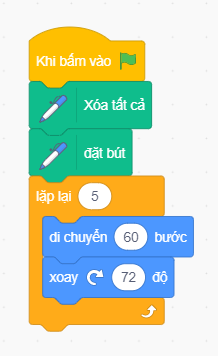 Khi bấm vào
Xóa tất cả
đặt bút
lặp lại 5
di chuyển 60 bước
xoay 72 độ